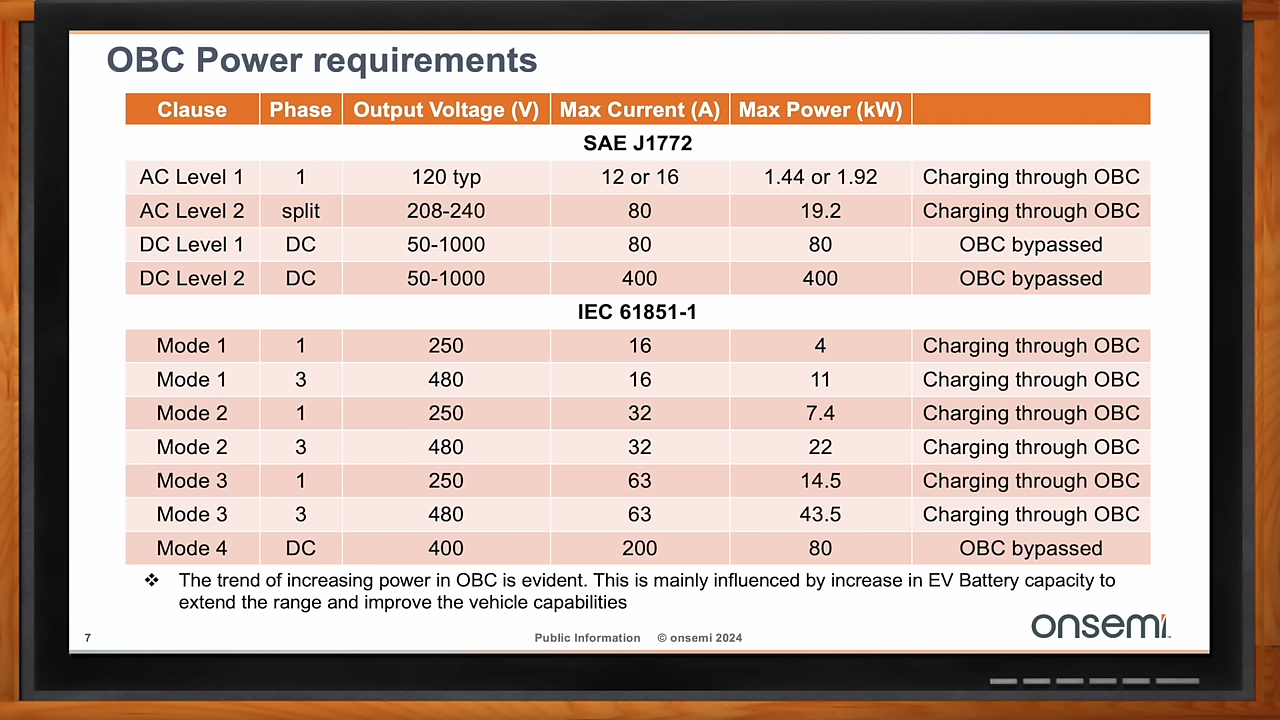 OBC Power requirements
Clause Phase Output Voltage (V) Max Current (A) Max Power (kW)
SAE J1772
AC Level 1 1 120 typ 12 or 16 1.44 or 1.92 Charging through OBC
AC Level 2 split 208-240 80 19.2 Charging through OBC
DC Level 1 DC 50-1000 80 80 OBC bypassed
DC Level 2 DC 50-1000 400 400 OBC bypassed
IEC 61851-1
Mode 1 1 250 16 4 Charging through OBC
Mode 1 3 480 16 11 Charging through OBC
Mode 2 1 250 32 7.4 Charging through OBC
Mode 2 3 480 32 22 Charging through OBC
Mode 3 1 250 63 14.5 Charging through OBC
Mode 3 3 480 63 43.5 Charging through OBC
Mode 4 DC 400 200 80 OBC bypassed
❖ The trend of increasing power in OBC is evident. This is mainly influenced by increase in EV Battery capacity to
extend the range and improve the vehicle capabilities
7 Public Information © onsemi 2024
onsemi